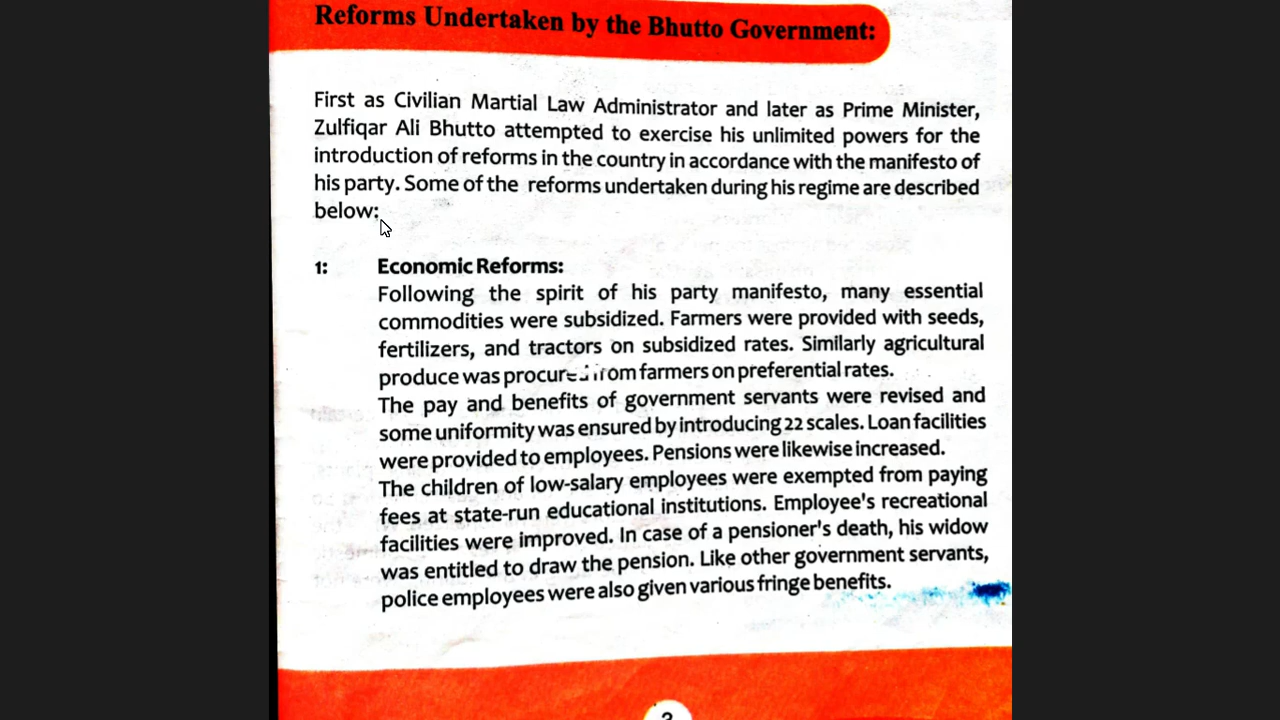 Reforms Undertaken by the Bhutto Government:
First as Civilian Martial Law Administrator and later as Prime Minister,
Zulfiqar Ali Bhutto attempted to exercise his unlimited powers for the
introduction of reforms in the country in accordance with the manifesto of
his party. Some of the reforms undertaken during his regime are described
below:
1: Economic Reforms:
Following the spirit of his party manifesto, many essential
commodities were subsidized. Farmers were provided with seeds,
fertilizers, and tractors on subsidized rates. Similarly agricultural
produce was procured from farmers on preferential rates.
The pay and benefits of government servants were revised and
some uniformity was ensured by introducing 22 scales. Loan facilities
were provided to employees. Pensions were likewise increased.
The children of low-salary employees were exempted from paying
fees at state-run educational institutions. Employee's recreational
facilities were improved. In case of a pensioner's death, his widow
was entitled to draw the pension. Like other government servants,
police employees were also given various fringe benefits.